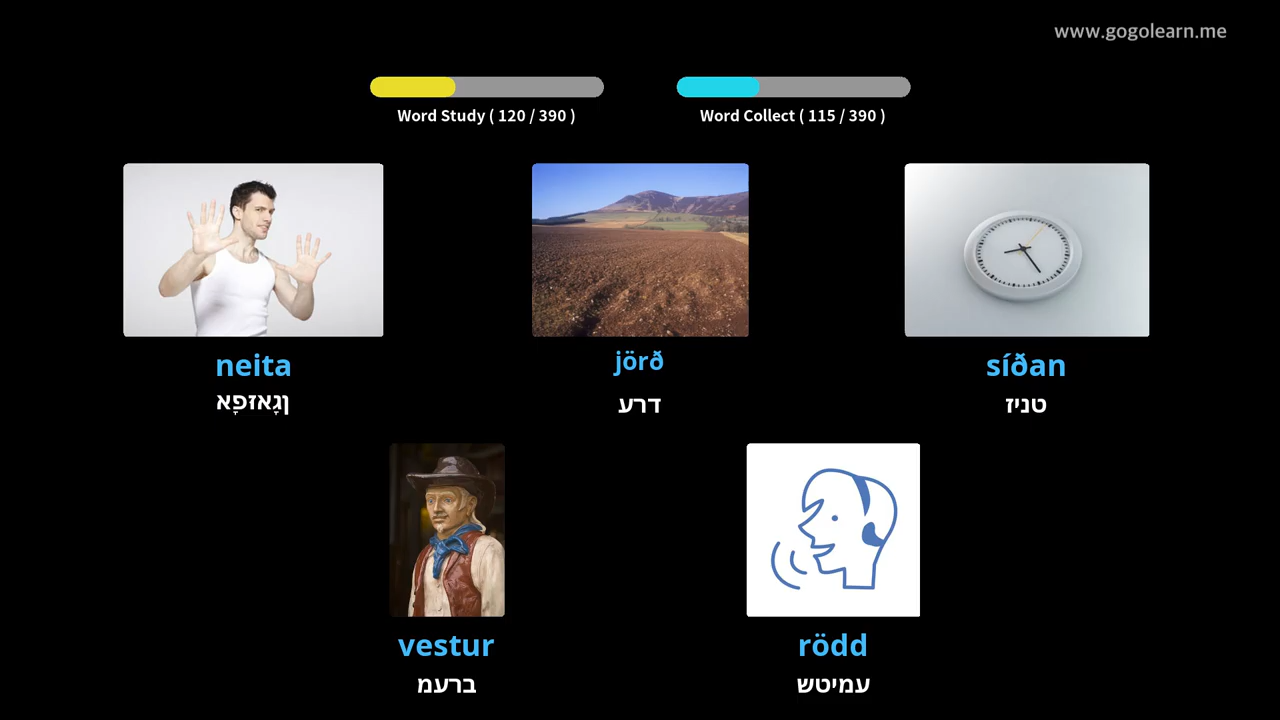 www.gogolearn.me
Word Study ( 120 / 390 )
Word Collect ( 115 / 390 )
neita
ןגָאזּפָא
jörð
דרע
síðan
טניז
vestur
ברעמ
rödd
עמיטש